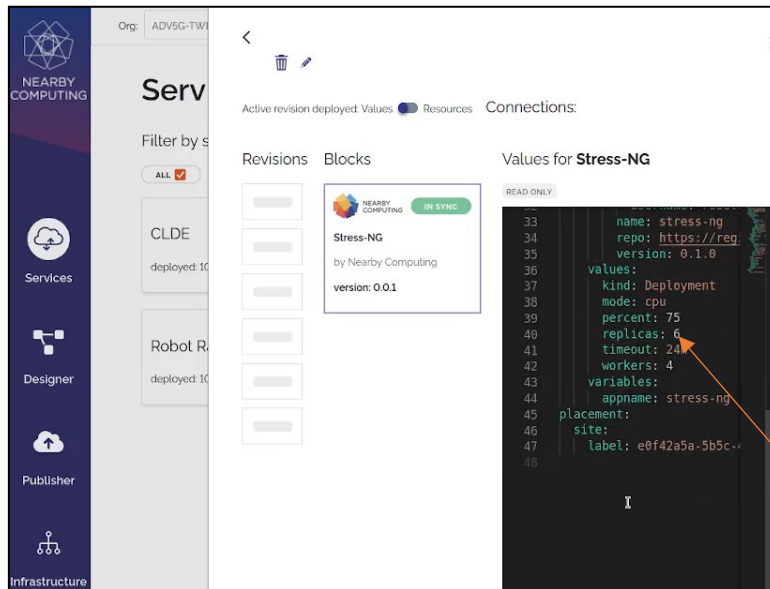 NEARBY
COMPUTING
Services
Designer
Publisher
Infrastructure
Org: ADV5G-TWI
Serv
Filter by s
ALL
CLDE
deployed: 10
Robot R
deployed: 10
Active revision deployed: Values Resources
Connections:
Revisions
Blocks
NEARBY
COMPUTING
IN SYNC
Stress-NG
by Nearby Computing
version: 0.0.1
Values for Stress-NG
READ ONLY
33 name: stress-ng
34 repo: https://reg
35 version: 0.1.0
36 values:
37 kind: Deployment
38 mode: cpu
39 percent: 75
40 replicas: 6
41 timeout: 24
42 workers: 4
43 variables:
44 appname: stress-ng
45 placement:
46 site:
47 label: e0f42a5a-5b5c-4
48